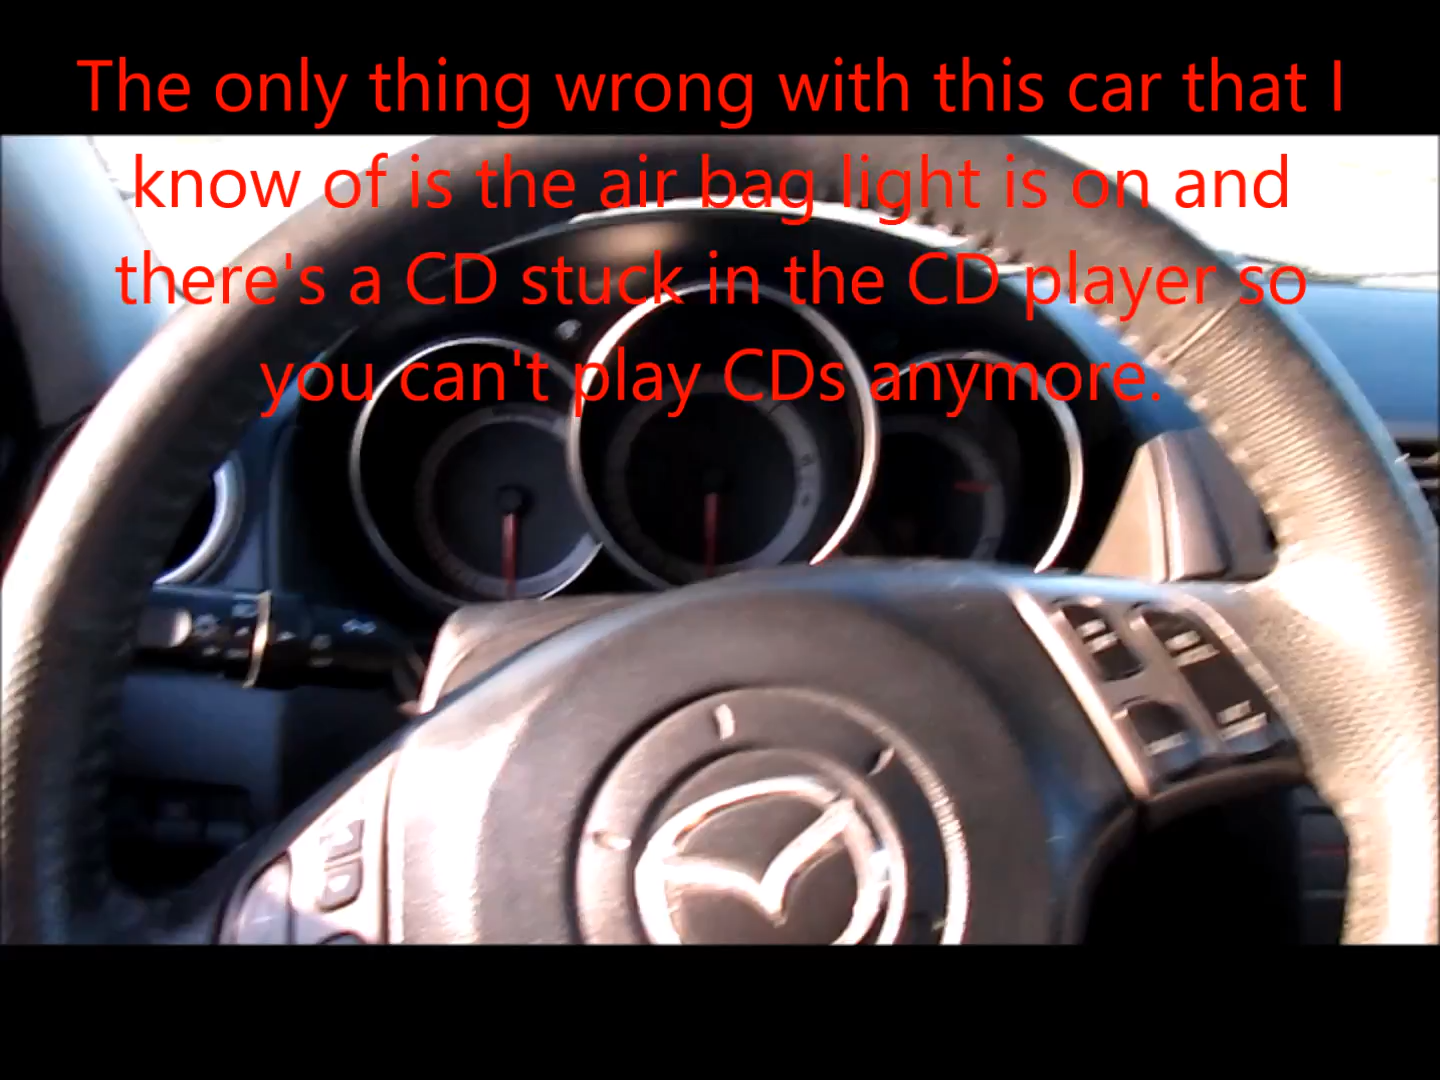 The only thing wrong with this car that I
know of is the air bag light is on and
there's a CD stuck in the CD player so
you can't play CDs anymore.